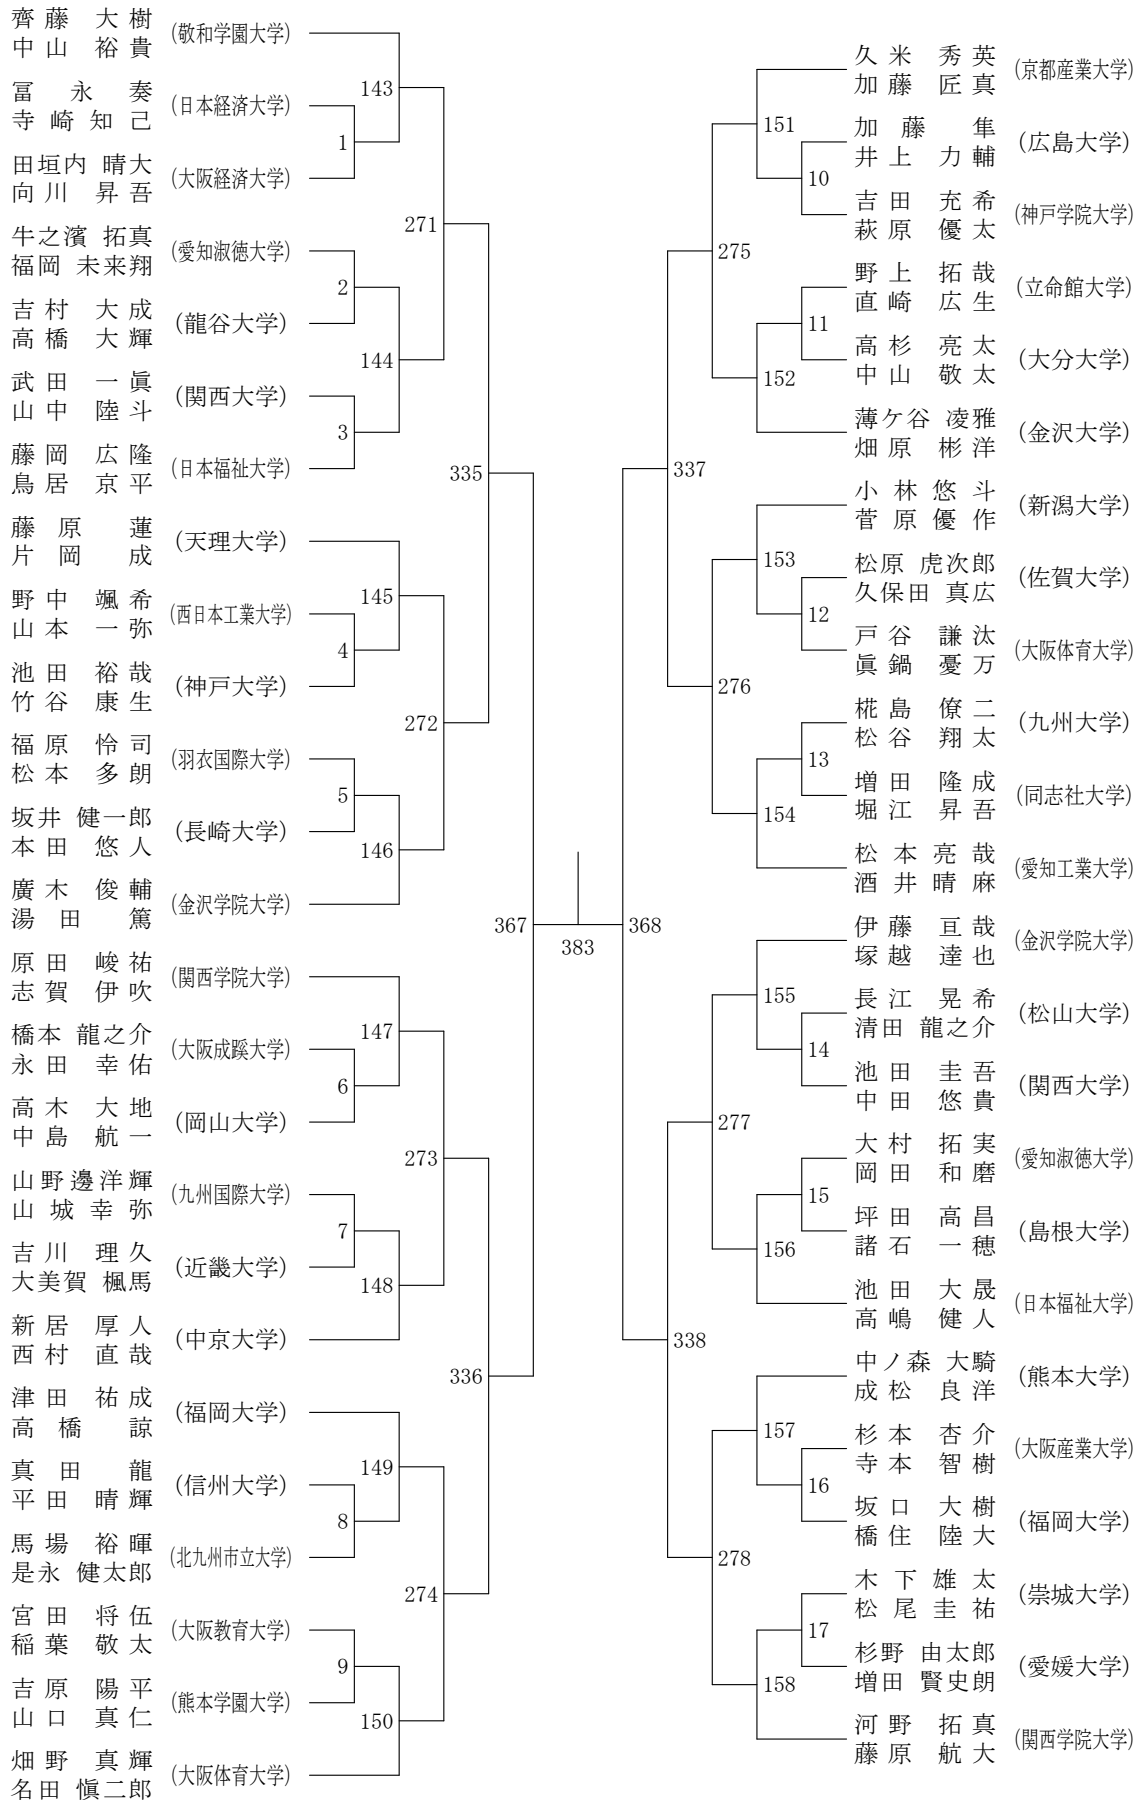 齊藤 大樹
中山 裕貴
(敬和学園大学)
冨永 奏
寺崎知己
(日本経済大学)
田垣内 晴大
向川 昇吾
(大阪経済大学)
牛之濱 拓真
福岡 未来翔
(愛知淑徳大学)
吉村 大成
高橋 大輝
(龍谷大学)
武田 一眞
山中 陸斗
(関西大学)
藤岡 広隆
鳥居 京平
(日本福祉大学)
藤原 蓮
片岡 成
(天理大学)
野中 颯希
山本 一弥
(西日本工業大学)
池田 裕哉
竹谷 康生
(神戸大学)
福原 怜司
松本 多朗
(羽衣国際大学)
坂井 健一郎
本田 悠人
(長崎大学)
廣木 俊輔
湯田 篤
(金沢学院大学)
原田 峻祐
志賀 伊吹
(関西学院大学)
橋本 龍之介
永田 幸佑
(大阪成蹊大学)
高木 大地
中島 航一
(岡山大学)
山野邊洋輝
山城幸弥
(九州国際大学)
吉川 理久
大美賀 楓馬
(近畿大学)
新居 厚人
西村 直哉
(中京大学)
津田 祐成
高橋 諒
(福岡大学)
真田 龍
平田 晴輝
(信州大学)
馬場 裕暉
是永 健太郎
(北九州市立大学)
宮田 将伍
稲葉 敬太
(大阪教育大学)
吉原 陽平
山口 真仁
(熊本学園大学)
畑野 真輝
名田 愼二郎
(大阪体育大学)
143
1
271
2
144
3
335
145
4
272
5
146
367
147
6
273
7
148
336
149
8
274
9
150
383
368
久米 秀英
加藤 匠真
(京都産業大学)
加藤 隼
井上 力輔
(広島大学)
吉田 充希
萩原 優太
(神戸学院大学)
野上 拓哉
直崎 広生
(立命館大学)
高杉 亮太
中山 敬太
(大分大学)
薄ケ谷 凌雅
畑原 彬洋
(金沢大学)
小林悠斗
菅原優作
(新潟大学)
松原 虎次郎
久保田 真広
(佐賀大学)
戸谷 謙汰
眞鍋 憂万
(大阪体育大学)
椛島 僚二
松谷 翔太
(九州大学)
増田 隆成
堀江 昇吾
(同志社大学)
松本亮哉
酒井晴麻
(愛知工業大学)
伊藤 亘哉
塚越 達也
(金沢学院大学)
長江 晃希
清田 龍之介
(松山大学)
池田 圭吾
中田 悠貴
(関西大学)
大村 拓実
岡田 和磨
(愛知淑徳大学)
坪田 高昌
諸石 一穂
(島根大学)
池田 大晟
高嶋 健人
(日本福祉大学)
中ノ森 大騎
成松 良洋
(熊本大学)
杉本 杏介
寺本 智樹
(大阪産業大学)
坂口 大樹
橋住 陸大
(福岡大学)
木下雄太
松尾圭祐
(崇城大学)
杉野 由太郎
増田 賢史朗
(愛媛大学)
河野 拓真
藤原 航大
(関西学院大学)
151
10
275
11
152
337
153
12
276
13
154
155
14
277
15
156
338
157
16
278
17
158